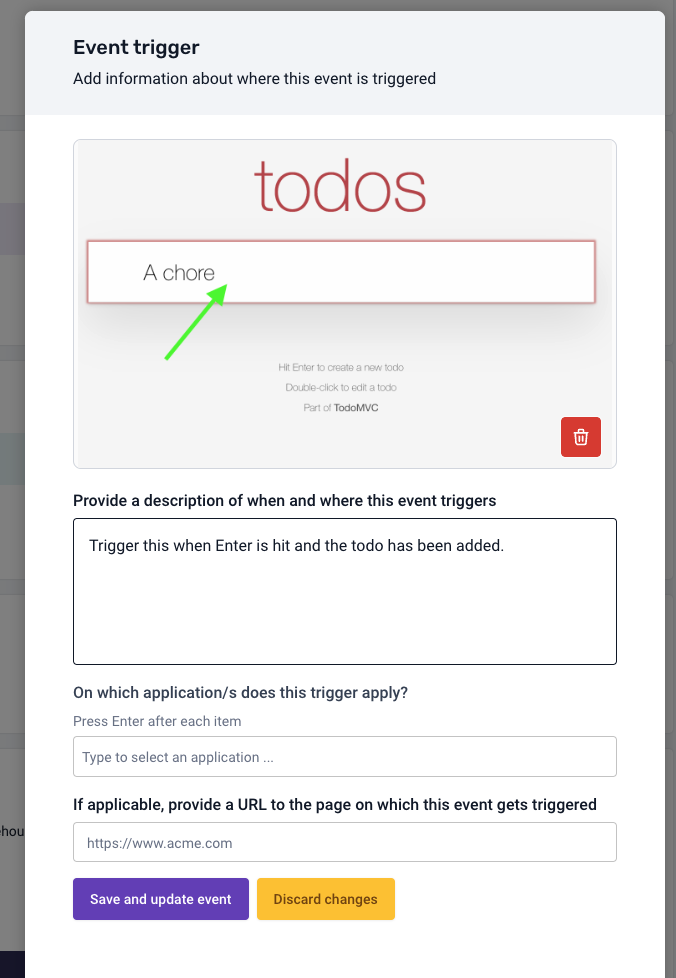 Event trigger
Add information about where this event is triggered
todos
A chore
Hit Enter to create a new todo
Double-click to edit a todo
Part of TodoMVC
Provide a description of when and where this event triggers
Trigger this when Enter is hit and the todo has been added.
On which application/s does this trigger apply?
Press Enter after each item
Type to select an application ...
If applicable, provide a URL to the page on which this event gets triggered
ehou
https://www.acme.com
Save and update event
Discard changes